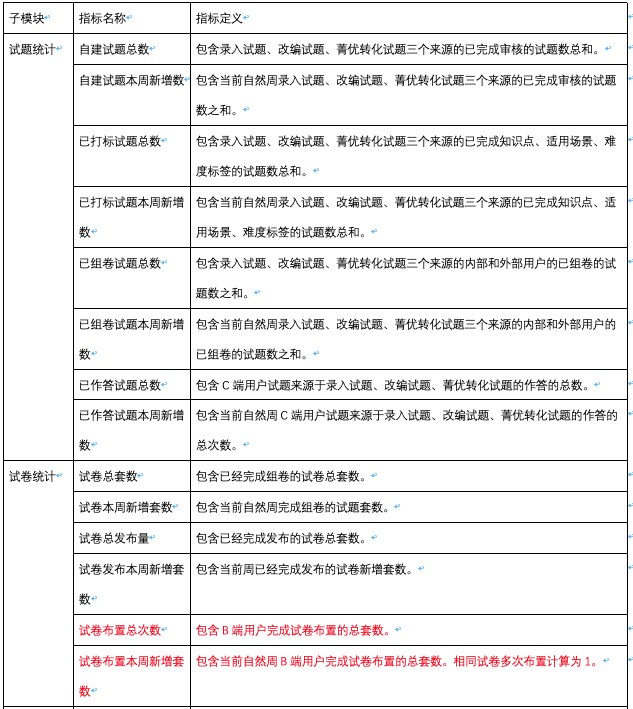 子模块 指标名称 指标定义
试题统计 自建试题总数 包含录入试题、改编试题、菁优转化试题三个来源的已完成审核的试题数总和。
自建试题本周新增数 包含当前自然周录入试题、改编试题、菁优转化试题三个来源的已完成审核的试题
数之和。
已打标试题总数 包含录入试题、改编试题、菁优转化试题三个来源的已完成知识点、适用场景、难
度标签的试题数总和。
已打标试题本周新增 包含当前自然周录入试题、改编试题、菁优转化试题三个来源的已完成知识点、适
数 用场景、难度标签的试题数总和。
已组卷试题总数 包含录入试题、改编试题、菁优转化试题三个来源的内部和外部用户的已组卷的试
题数之和。
已组卷试题本周新增 包含当前自然周录入试题、改编试题、菁优转化试题三个来源的内部和外部用户的
数 已组卷的试题数之和。
已作答试题总数 包含 C 端用户试题来源于录入试题、改编试题、菁优转化试题的作答的总数。
已作答试题本周新增 包含当前自然周 C 端用户试题来源于录入试题、改编试题、菁优转化试题的作答的
数 总次数。
试卷统计 试卷总套数 包含已经完成组卷的试卷总套数。
试卷本周新增套数 包含当前自然周完成组卷的试题套数。
试卷总发布量 包含已经完成发布的试卷总套数。
试卷发布本周新增套 包含当前周已经完成发布的试卷新增套数。
数
试卷布置总次数 包含 B 端用户完成试卷布置的总套数。
试卷布置本周新增套 包含当前自然周 B 端用户完成试卷布置的总套数。相同试卷多次布置计算为 1。
数